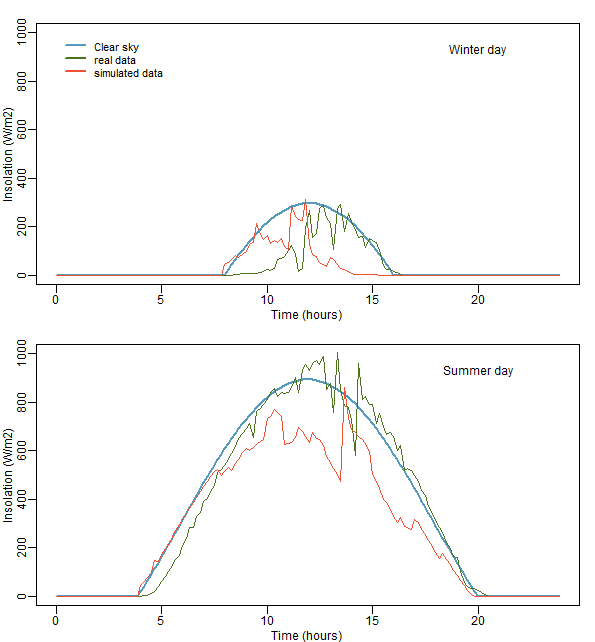 Clear sky
real data
simulated data
Winter day
Insolation (W/m2)
0 200 400 600 800 1000
0 5 10 15 20
Time (hours)
Summer day
Insolation (W/m2)
0 200 400 600 800 1000
0 5 10 15 20
Time (hours)